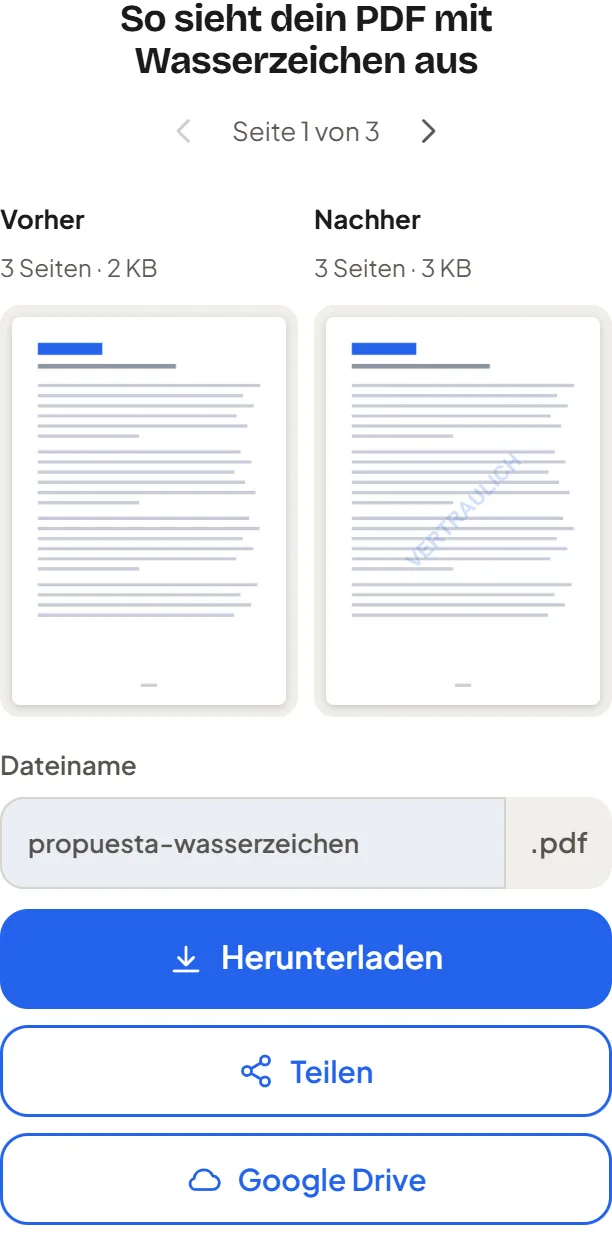 So sieht dein PDF mit
Wasserzeichen aus
Seite 1 von 3
Vorher
3 Seiten · 2 KB
Nachher
3 Seiten · 3 KB
VERTRAULICH
Dateiname
propuesta-wasserzeichen
.pdf
Herunterladen
Teilen
Google Drive